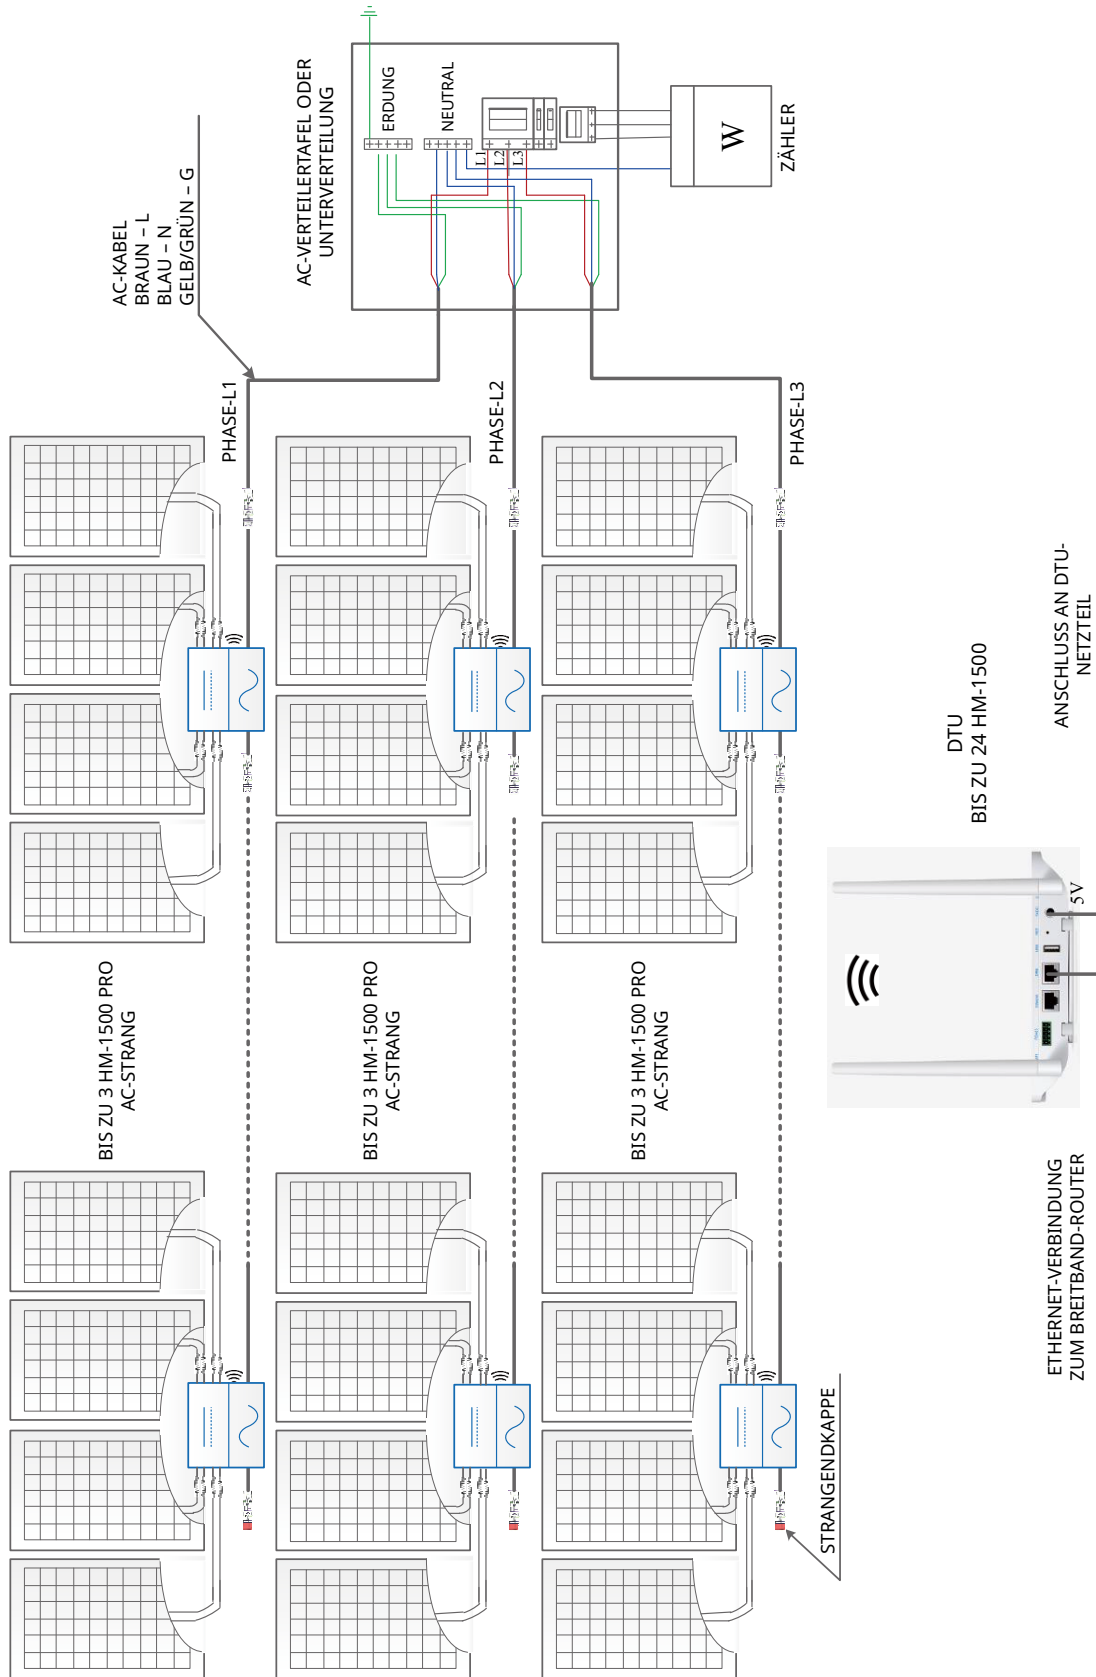 AC-KABEL
BRAUN – L
BLAU – N
GELB/GRÜN – G
AC-VERTEILERTAFEL ODER
UNTERVERTEILUNG
ERDUNG
NEUTRAL
L1
L2
L3
W
ZÄHLER
PHASE-L1
PHASE-L2
PHASE-L3
BIS ZU 3 HM-1500 PRO
AC-STRANG
BIS ZU 3 HM-1500 PRO
AC-STRANG
BIS ZU 3 HM-1500 PRO
AC-STRANG
DTU
BIS ZU 24 HM-1500
ANSCHLUSS AN DTU-
NETZTEIL
5V
ETHERNET-VERBINDUNG
ZUM BREITBAND-ROUTER
STRANGENDKAPPE